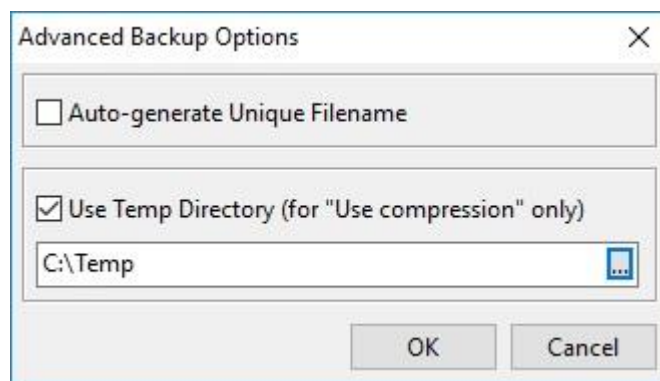 Advanced Backup Options
Auto-generate Unique Filename
Use Temp Directory (for "Use compression" only)
C:\Temp
...
OK Cancel